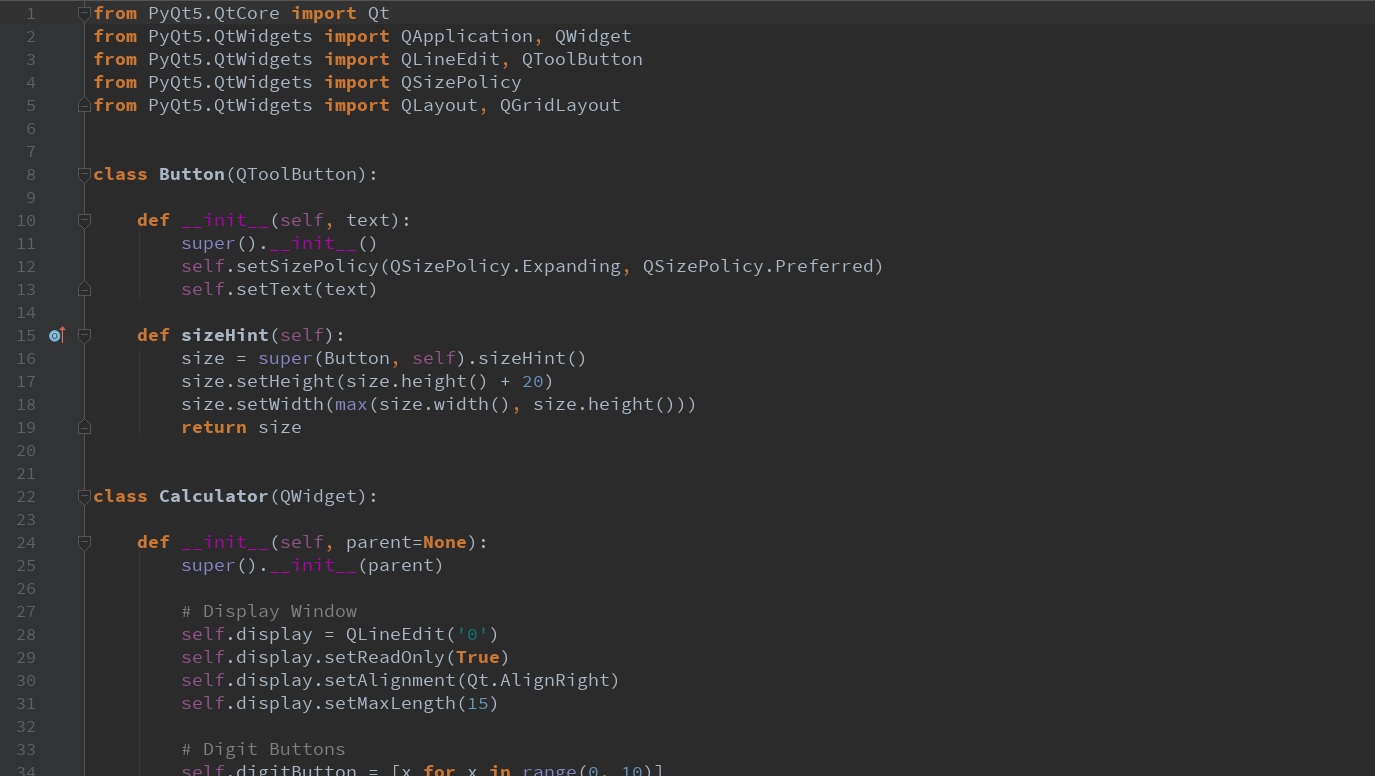 1 from PyQt5.QtCore import Qt
2 from PyQt5.QtWidgets import QApplication, QWidget
3 from PyQt5.QtWidgets import QLineEdit, QToolButton
4 from PyQt5.QtWidgets import QSizePolicy
5 from PyQt5.QtWidgets import QLayout, QGridLayout
6
7
8 class Button(QToolButton):
9
10     def __init__(self, text):
11         super().__init__()
12         self.setSizePolicy(QSizePolicy.Expanding, QSizePolicy.Preferred)
13         self.setText(text)
14
15     def sizeHint(self):
16         size = super(Button, self).sizeHint()
17         size.setHeight(size.height() + 20)
18         size.setWidth(max(size.width(), size.height()))
19         return size
20
21
22 class Calculator(QWidget):
23
24     def __init__(self, parent=None):
25         super().__init__(parent)
26
27         # Display Window
28         self.display = QLineEdit('0')
29         self.display.setReadOnly(True)
30         self.display.setAlignment(Qt.AlignRight)
31         self.display.setMaxLength(15)
32
33         # Digit Buttons
34         self.digitButton = [x for x in range(0, 10)]